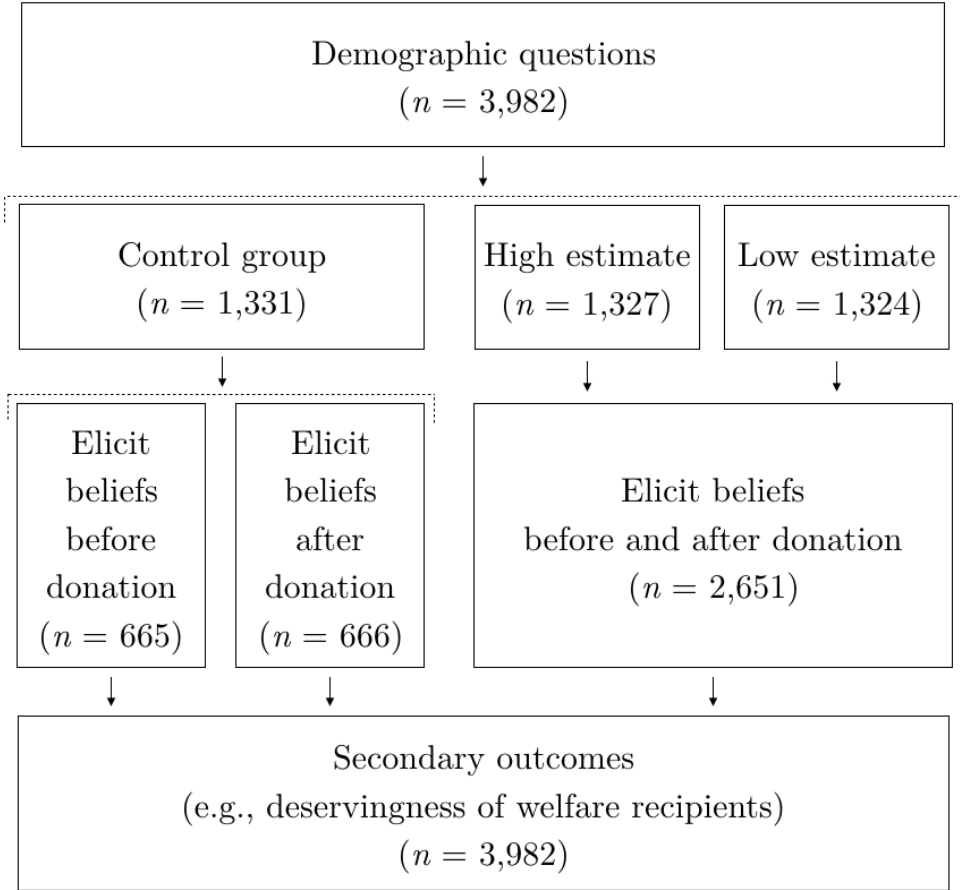 Demographic questions
(n = 3,982)
Control group
(n = 1,331)
High estimate
(n = 1,327)
Low estimate
(n = 1,324)
Elicit
beliefs
before
donation
(n = 665)
Elicit
beliefs
after
donation
(n = 666)
Elicit beliefs
before and after donation
(n = 2,651)
Secondary outcomes
(e.g., deservingness of welfare recipients)
(n = 3,982)